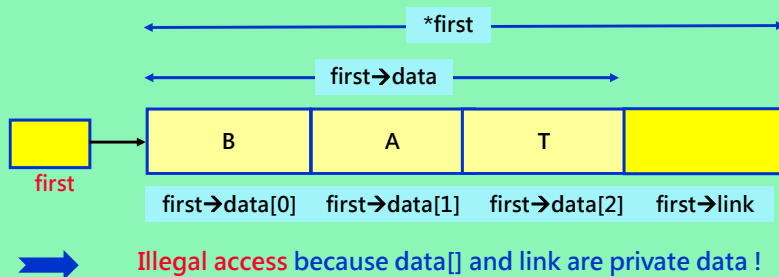 *first
first→data
B A T
first
first→data[0] first→data[1] first→data[2] first→link
Illegal access because data[] and link are private data !